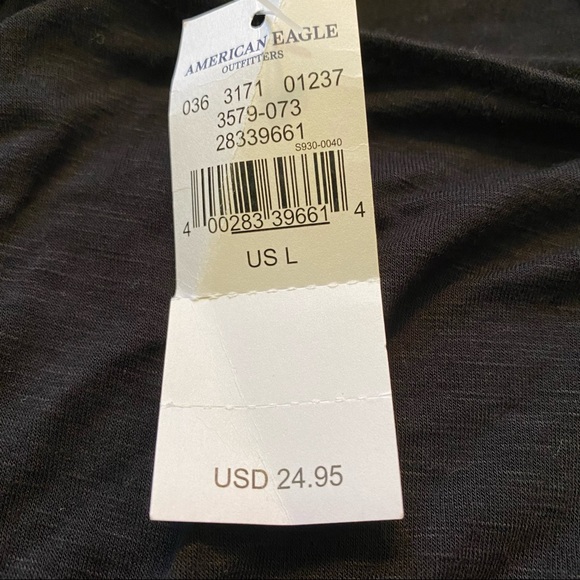 AMERICAN EAGLE
OUTFITTERS
036 3171 01237
3579-073
28339661
S930-0040
4 00283 39661 4
US L
USD 24.95